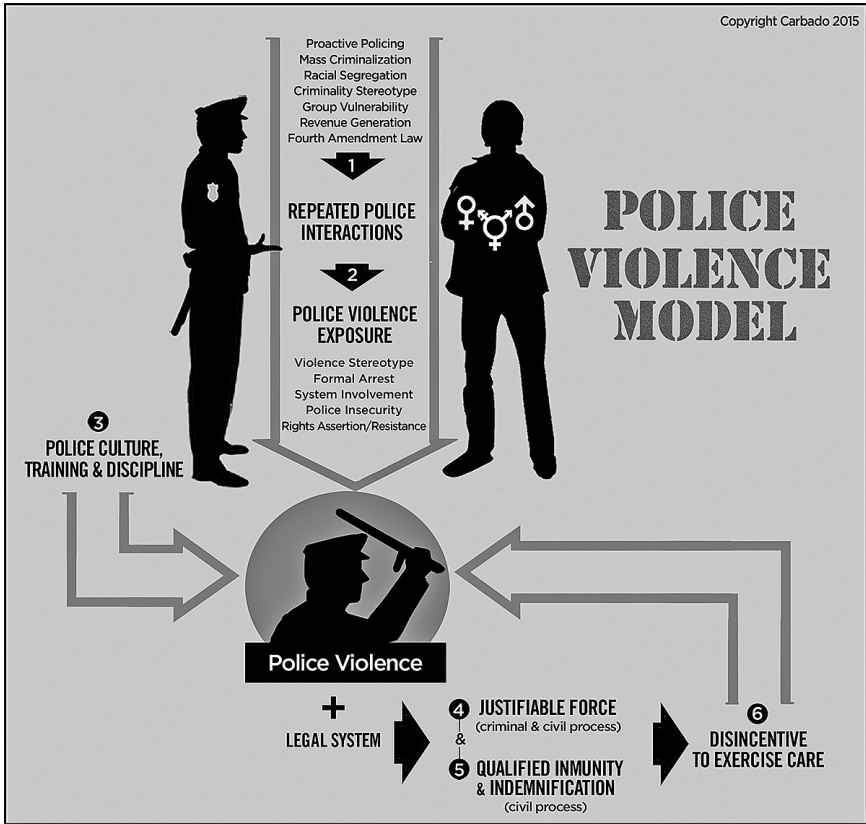 Copyright Carbado 2015
Proactive Policing
Mass Criminalization
Racial Segregation
Criminality Stereotype
Group Vulnerability
Revenue Generation
Fourth Amendment Law
1
REPEATED POLICE
INTERACTIONS
2
POLICE VIOLENCE
EXPOSURE
Violence Stereotype
Formal Arrest
System Involvement
Police Insecurity
Rights Assertion/Resistance
POLICE
VIOLENCE
MODEL
3
POLICE CULTURE,
TRAINING & DISCIPLINE
Police Violence
+
LEGAL SYSTEM
4 JUSTIFIABLE FORCE
(criminal & civil process)
&
5 QUALIFIED INMUNITY
& INDEMNIFICATION
(civil process)
6
DISINCENTIVE
TO EXERCISE CARE